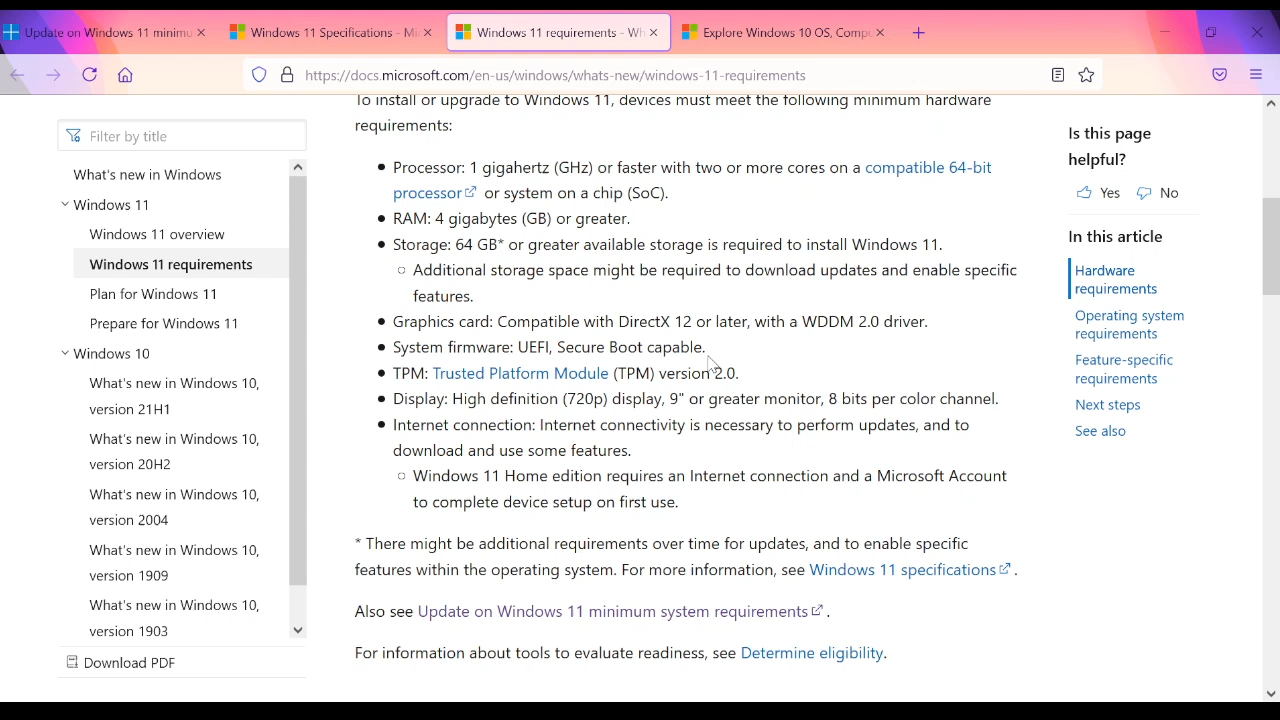 Update on Windows 11 minimu
Windows 11 Specifications - Mi
Windows 11 requirements - Wh
Explore Windows 10 OS, Compu
https://docs.microsoft.com/en-us/windows/whats-new/windows-11-requirements
Filter by title
What's new in Windows
Windows 11
Windows 11 overview
Windows 11 requirements
Plan for Windows 11
Prepare for Windows 11
Windows 10
What's new in Windows 10,
version 21H1
What's new in Windows 10,
version 20H2
What's new in Windows 10,
version 2004
What's new in Windows 10,
version 1909
What's new in Windows 10,
version 1903
Download PDF
To install or upgrade to Windows 11, devices must meet the following minimum hardware
requirements:
• Processor: 1 gigahertz (GHz) or faster with two or more cores on a compatible 64-bit
processor or system on a chip (SoC).
• RAM: 4 gigabytes (GB) or greater.
• Storage: 64 GB* or greater available storage is required to install Windows 11.
○ Additional storage space might be required to download updates and enable specific
features.
• Graphics card: Compatible with DirectX 12 or later, with a WDDM 2.0 driver.
• System firmware: UEFI, Secure Boot capable.
• TPM: Trusted Platform Module (TPM) version 2.0.
• Display: High definition (720p) display, 9" or greater monitor, 8 bits per color channel.
• Internet connection: Internet connectivity is necessary to perform updates, and to
download and use some features.
○ Windows 11 Home edition requires an Internet connection and a Microsoft Account
to complete device setup on first use.
* There might be additional requirements over time for updates, and to enable specific
features within the operating system. For more information, see Windows 11 specifications .
Also see Update on Windows 11 minimum system requirements .
For information about tools to evaluate readiness, see Determine eligibility.
Is this page
helpful?
Yes No
In this article
Hardware
requirements
Operating system
requirements
Feature-specific
requirements
Next steps
See also